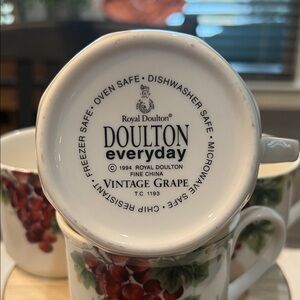 FREEZER SAFE • OVEN SAFE • DISHWASHER SAFE • MICROWAVE SAFE • CHIP RESISTANT •
Royal Doulton®
DOULTON
everyday
© 1994 ROYAL DOULTON
FINE CHINA
VINTAGE GRAPE
T.C. 1193